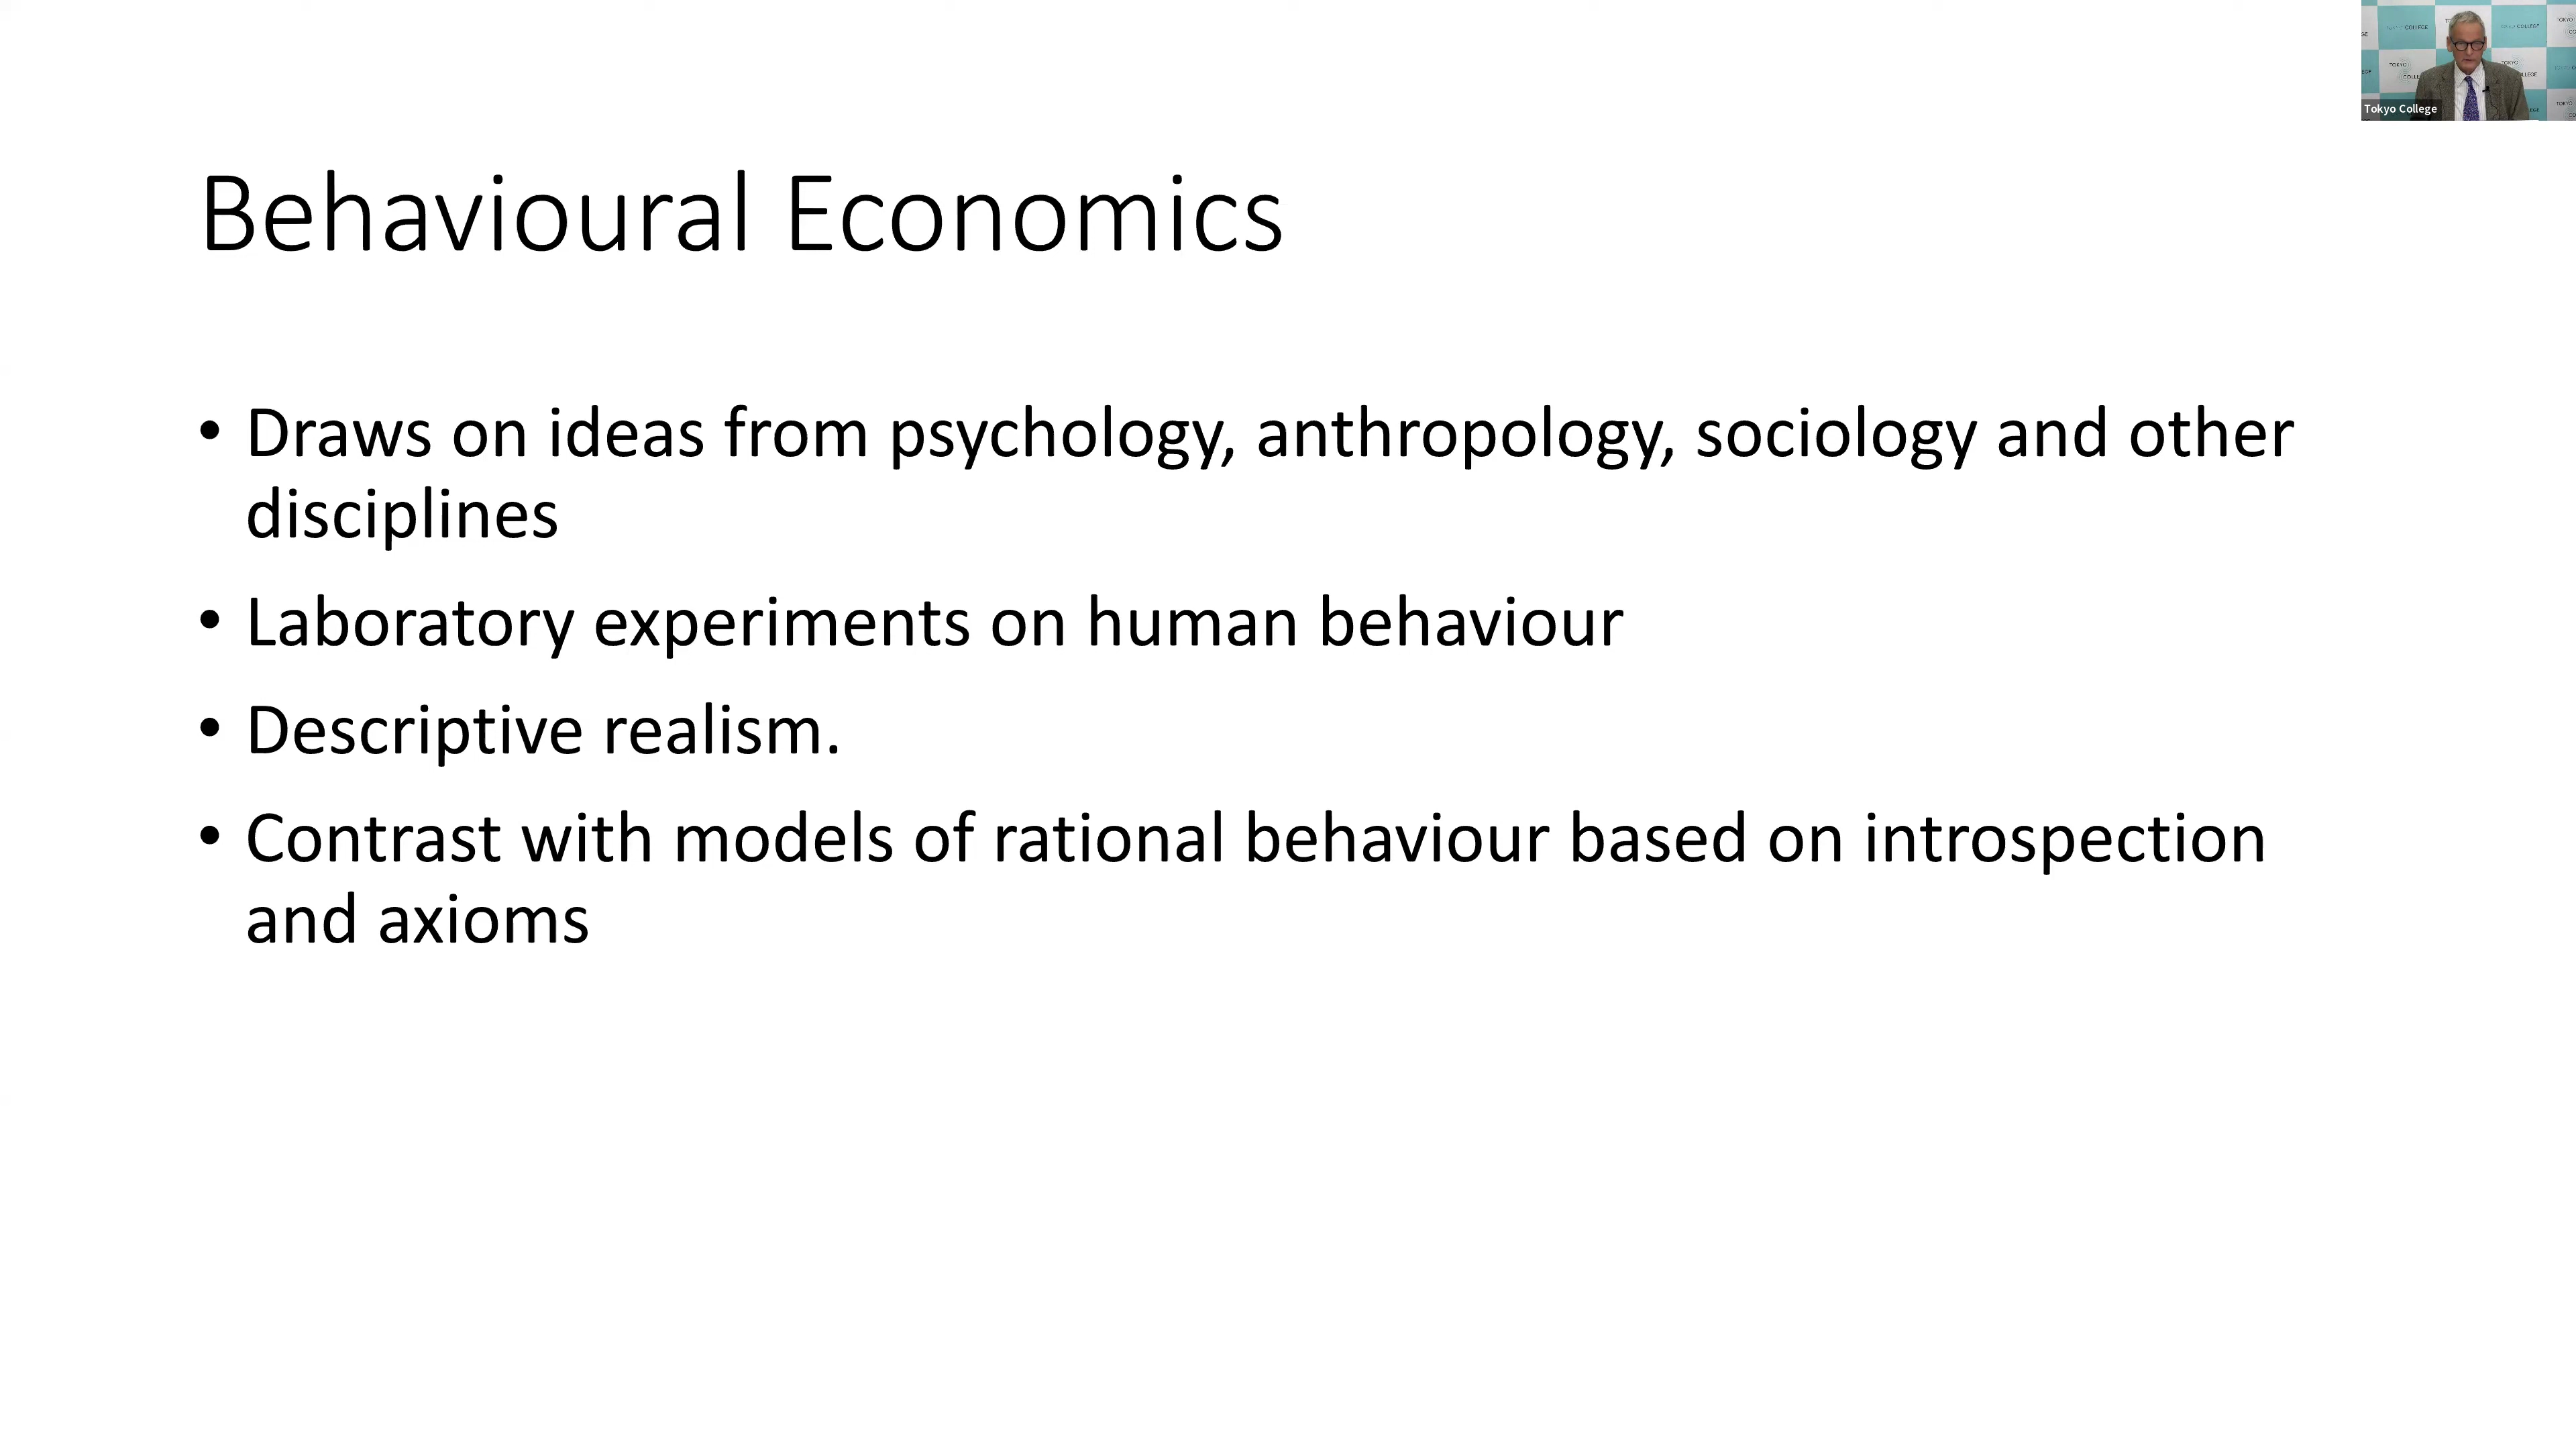 Behavioural Economics
• Draws on ideas from psychology, anthropology, sociology and other
disciplines
• Laboratory experiments on human behaviour
• Descriptive realism.
• Contrast with models of rational behaviour based on introspection
and axioms
Tokyo College